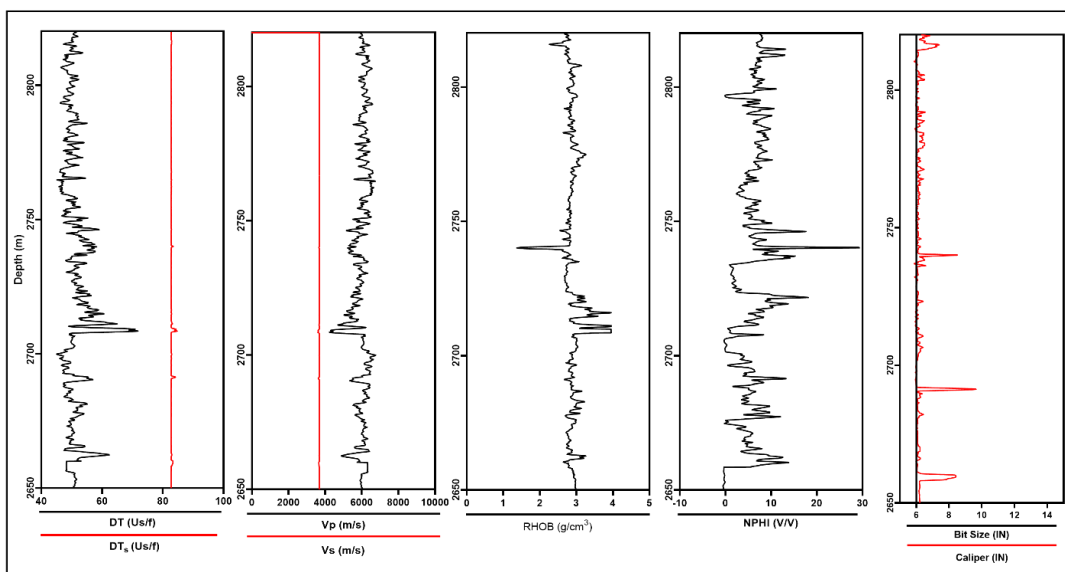 Depth (m)
2800
2750
2700
2650
40 60 80 100
DT (Us/f)
DTs (Us/f)
2800
2750
2700
2650
0 2000 4000 6000 8000 10000
Vp (m/s)
Vs (m/s)
2800
2750
2700
2650
0 1 2 3 4 5
RHOB (g/cm³)
2800
2750
2700
2650
-10 0 10 20 30
NPHI (V/V)
2800
2750
2700
2650
6 8 10 12 14
Bit Size (IN)
Caliper (IN)